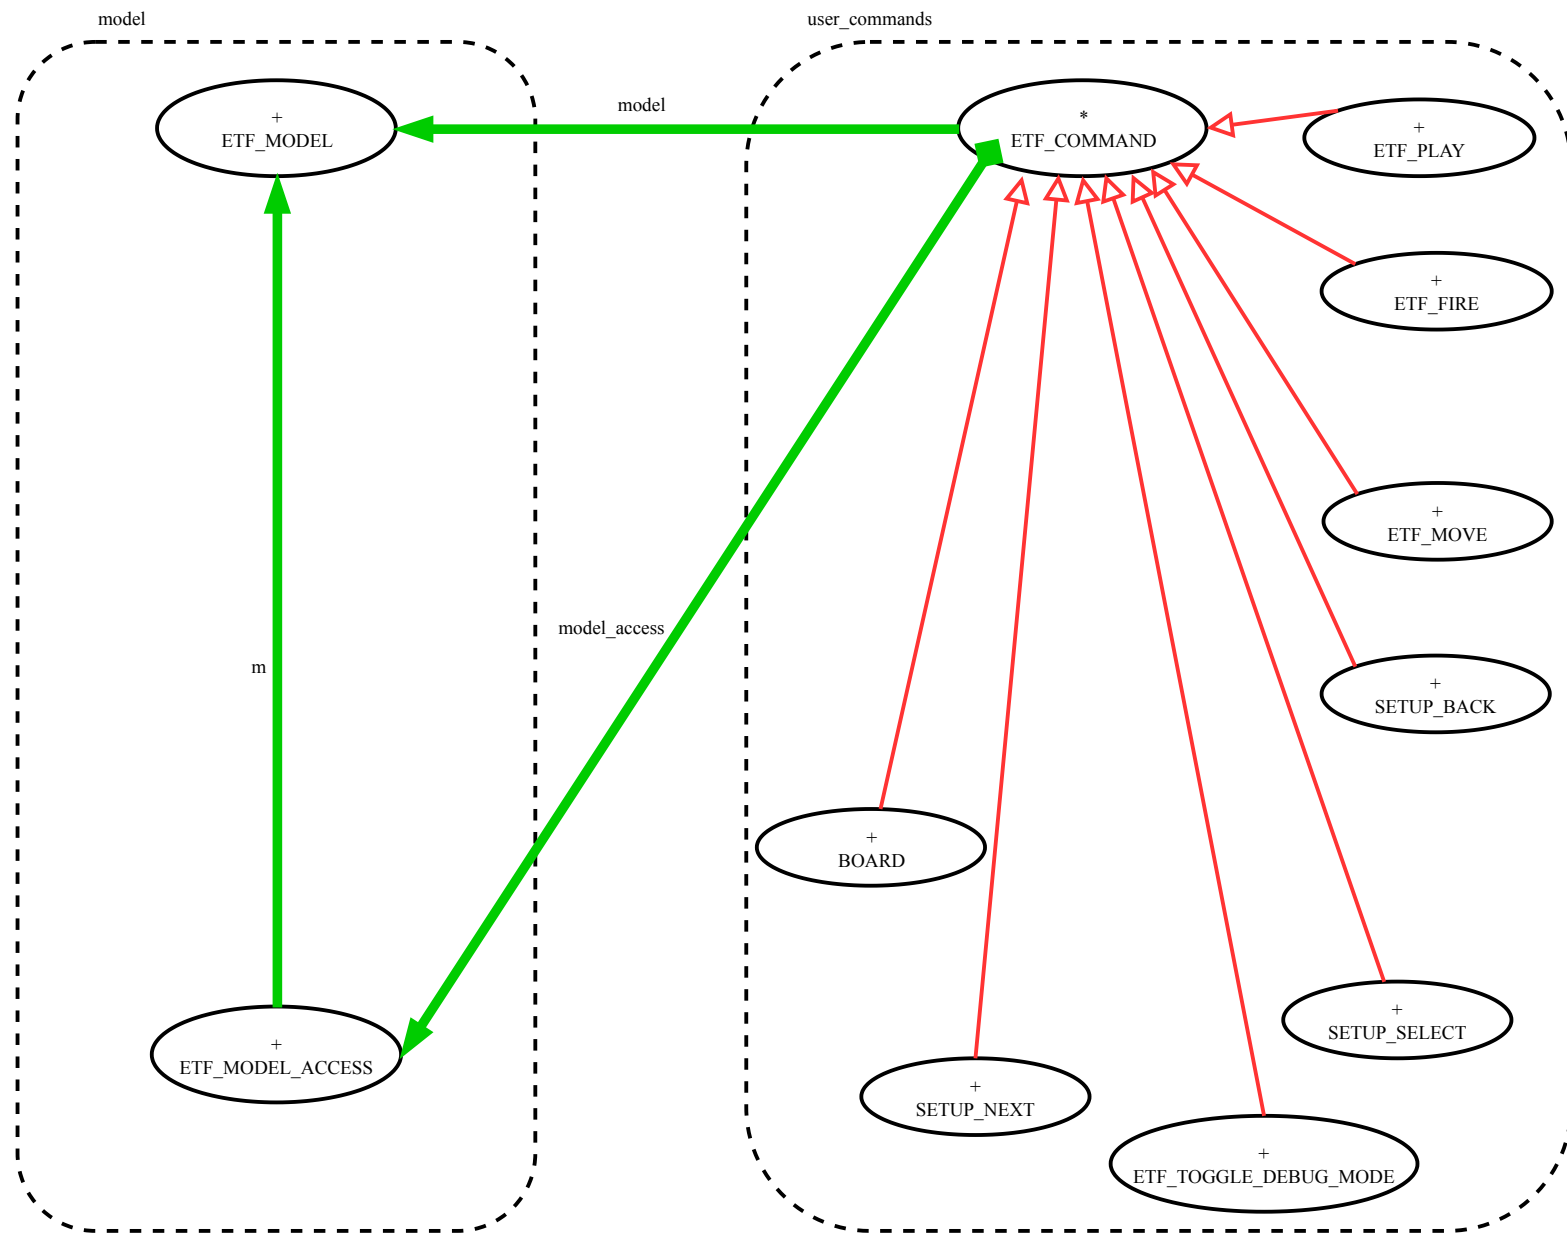 model
user_commands
+
ETF_MODEL
model
*
ETF_COMMAND
+
ETF_PLAY
+
ETF_FIRE
+
ETF_MOVE
model_access
m
+
SETUP_BACK
+
BOARD
+
SETUP_SELECT
+
ETF_MODEL_ACCESS
+
SETUP_NEXT
+
ETF_TOGGLE_DEBUG_MODE